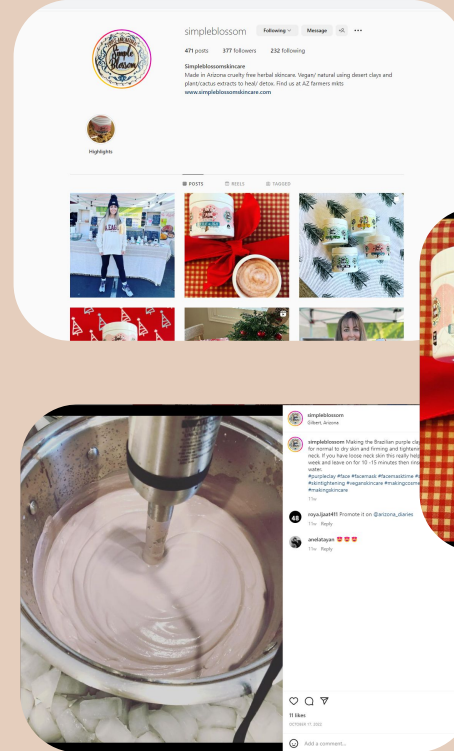 simpleblossom Following Message
471 posts 377 followers 232 following
Simpleblossomskincare
Made in Arizona cruelty free herbal skincare. Vegan/ natural using desert clays and
plant/cactus extracts to heal/ detox. Find us at AZ farmers mkts
www.simpleblossomskincare.com
Simple
Blossom
Highlights
POSTS REELS TAGGED
simpleblossom
Gilbert, Arizona
simpleblossom Making the Brazilian purple clay
for normal to dry skin and firming and
neck. If you have loose neck skin this really
week and leave on for 10 -15 minutes then
water.
#purpleclay #face #facemask #facemasktime
#skintightening #veganskincare
#makingskincare
11w
roya.ljaat411 Promote it on @arizona_diaries
11w Reply
anelatayan
11w Reply
11 likes
OCTOBER 17, 2022
Add a comment...